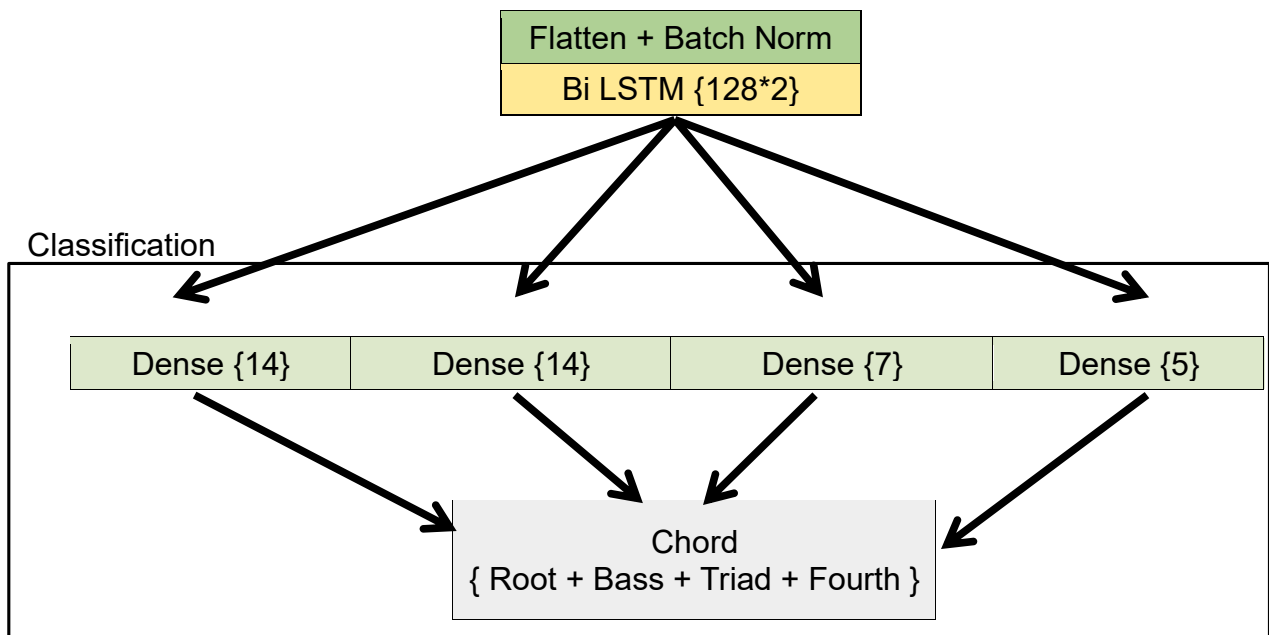 Flatten + Batch Norm
Bi LSTM {128*2}
Classification
Dense {14}
Dense {14}
Dense {7}
Dense {5}
Chord
{ Root + Bass + Triad + Fourth }